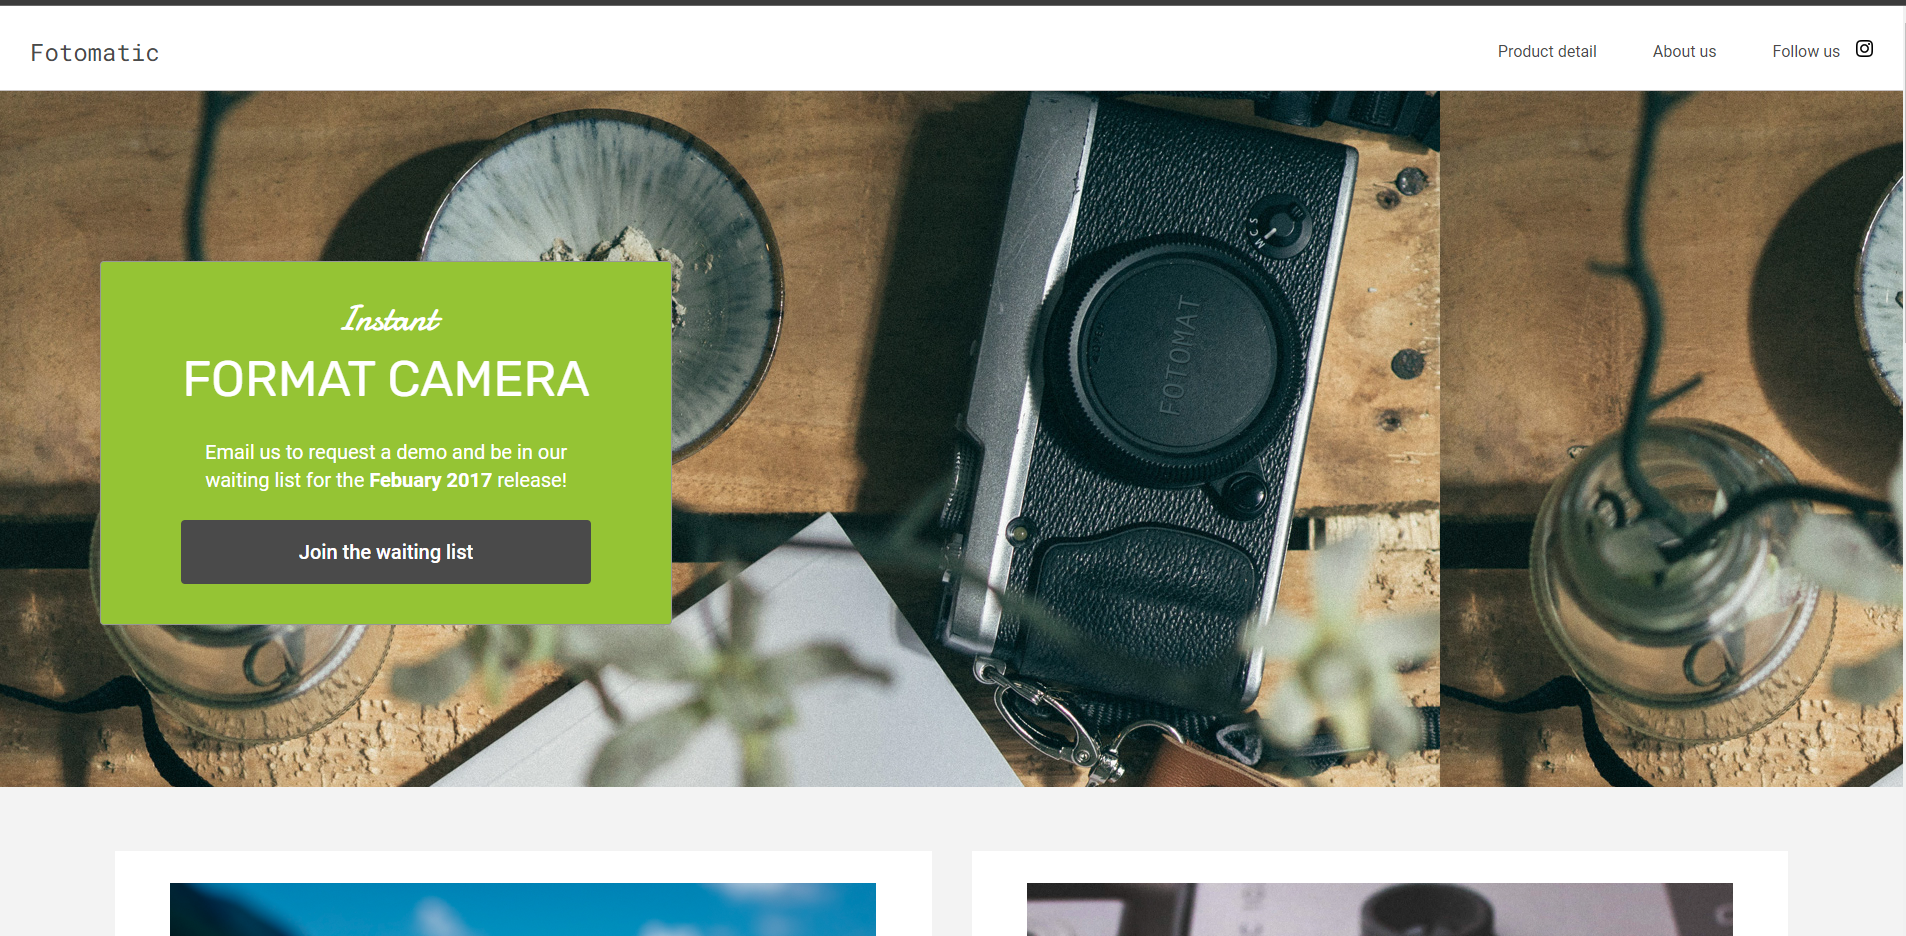 Fotomatic
Product detail
About us
Follow us
Instant
FORMAT CAMERA
Email us to request a demo and be in our
waiting list for the Febuary 2017 release!
Join the waiting list
FOTOMAT
M C S